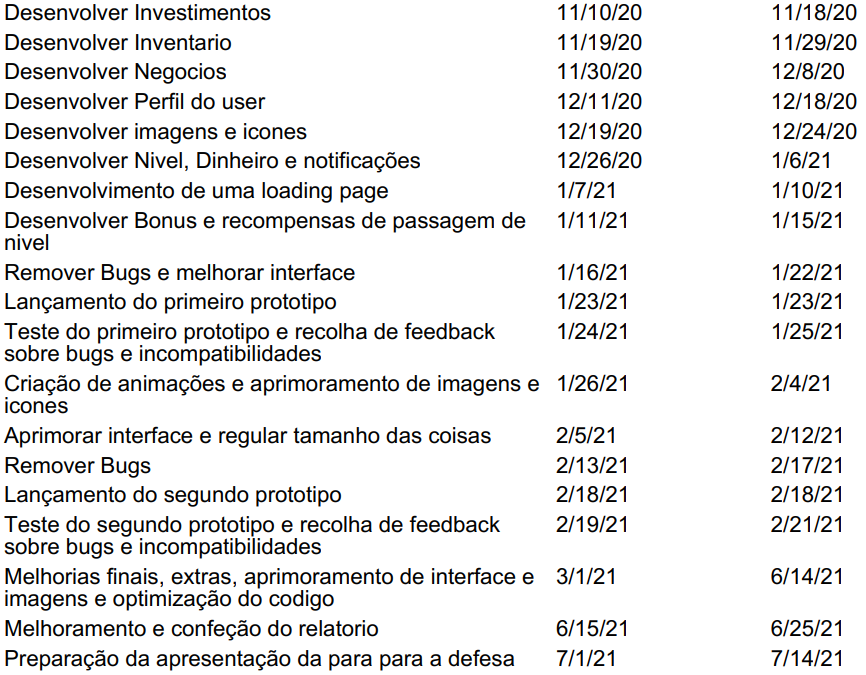 Desenvolver Investimentos 11/10/20 11/18/20
Desenvolver Inventario 11/19/20 11/29/20
Desenvolver Negocios 11/30/20 12/8/20
Desenvolver Perfil do user 12/11/20 12/18/20
Desenvolver imagens e icones 12/19/20 12/24/20
Desenvolver Nivel, Dinheiro e notificações 12/26/20 1/6/21
Desenvolvimento de uma loading page 1/7/21 1/10/21
Desenvolver Bonus e recompensas de passagem de 1/11/21 1/15/21
nivel
Remover Bugs e melhorar interface 1/16/21 1/22/21
Lançamento do primeiro prototipo 1/23/21 1/23/21
Teste do primeiro prototipo e recolha de feedback 1/24/21 1/25/21
sobre bugs e incompatibilidades
Criação de animações e aprimoramento de imagens e 1/26/21 2/4/21
icones
Aprimorar interface e regular tamanho das coisas 2/5/21 2/12/21
Remover Bugs 2/13/21 2/17/21
Lançamento do segundo prototipo 2/18/21 2/18/21
Teste do segundo prototipo e recolha de feedback 2/19/21 2/21/21
sobre bugs e incompatibilidades
Melhorias finais, extras, aprimoramento de interface e 3/1/21 6/14/21
imagens e optimização do codigo
Melhoramento e confeção do relatorio 6/15/21 6/25/21
Preparação da apresentação da para para a defesa 7/1/21 7/14/21